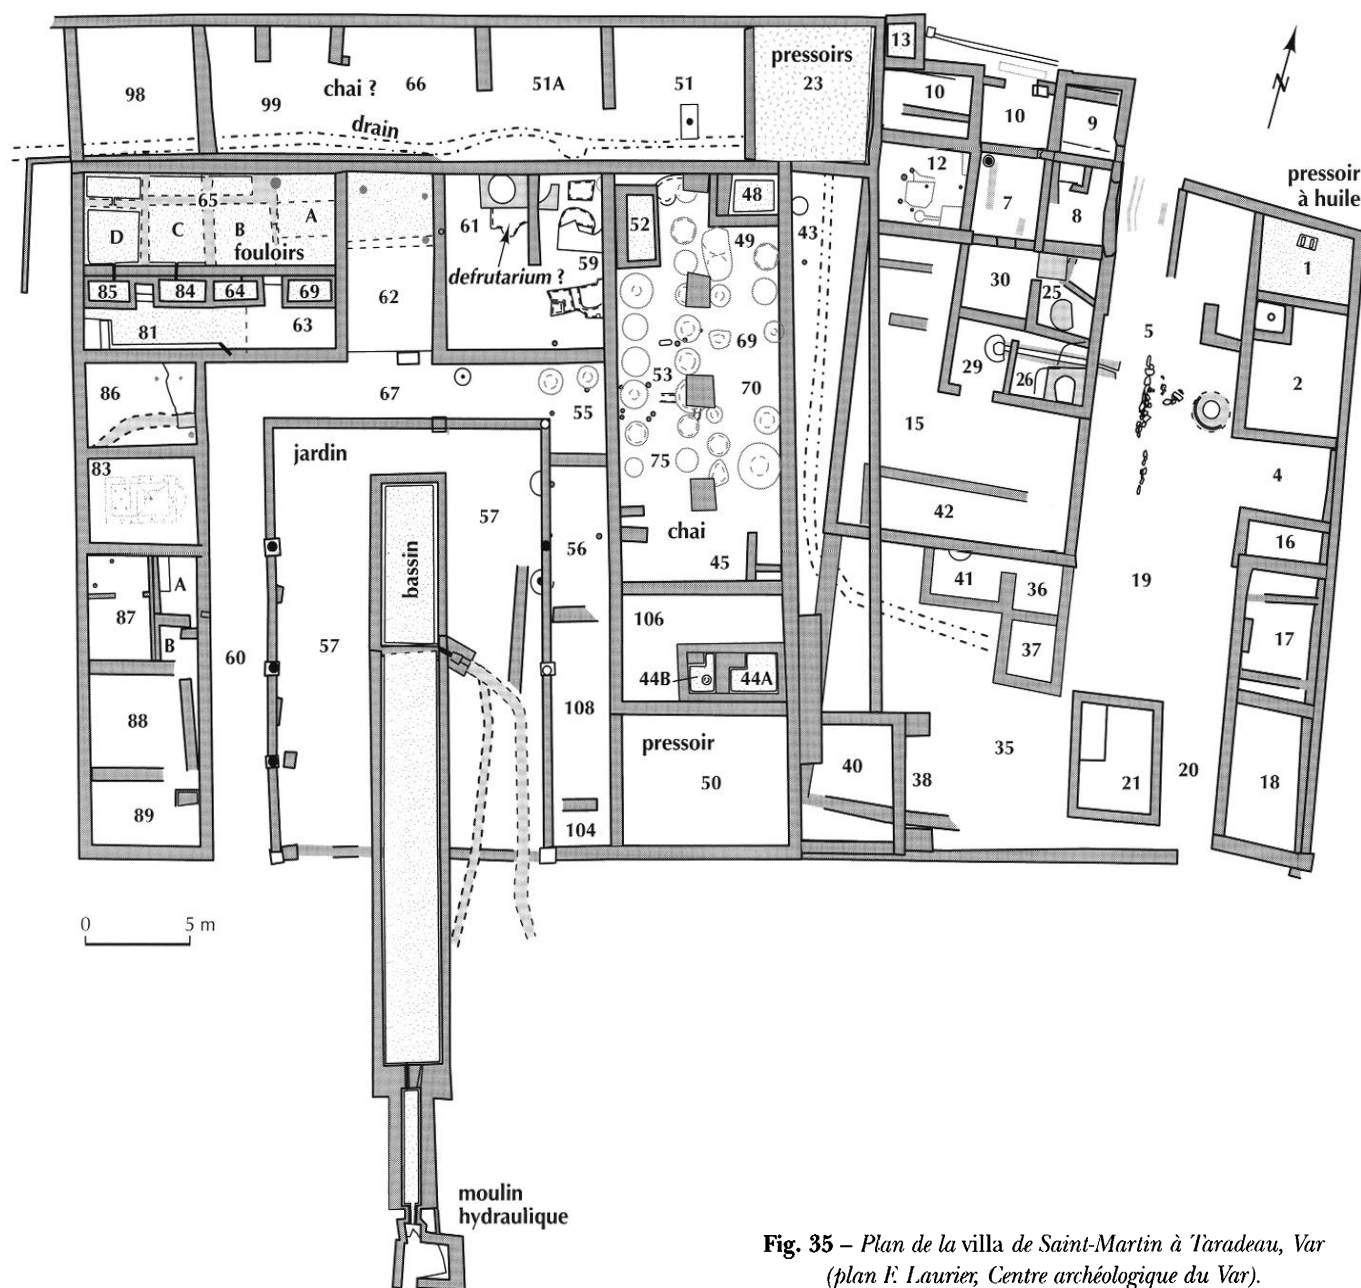 13
pressoirs
23
98
99
chai ?
66
51A
51
drain
10
10
9
12
7
8
pressoir
à huile
1
65
A
B
C
D
fouloirs
61
defrutarium ?
59
52
48
49
43
62
85
84
64
69
81
63
30
25
5
2
53
69
70
29
26
86
67
55
15
jardin
83
75
4
57
chai
42
56
bassin
45
16
A
87
B
41
36
19
106
37
17
60
57
44B
44A
88
108
pressoir
50
40
38
35
21
20
18
89
104
0 5 m
N
moulin
hydraulique
Fig. 35 – Plan de la villa de Saint-Martin à Taradeau, Var
(plan F. Laurier, Centre archéologique du Var).